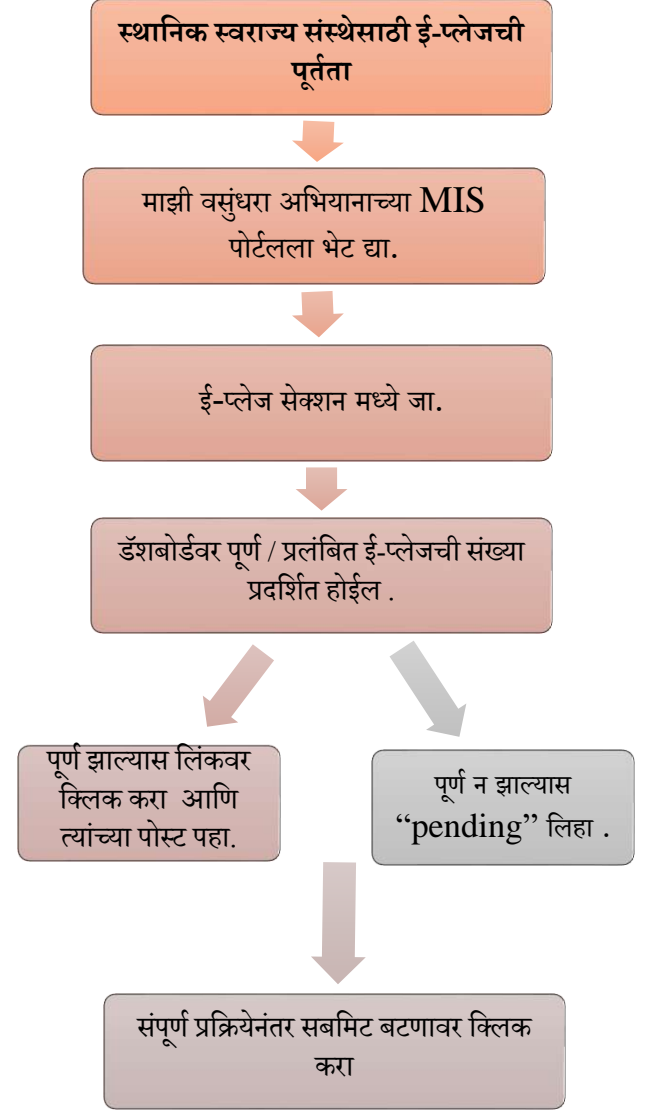 स्थानिक स्वराज्य संस्थेसाठी ई-प्लेजची
पूर्तता
माझी वसुंधरा अभियानाच्या MIS
पोर्टलला भेट द्या.
ई-प्लेज सेक्शन मध्ये जा.
डॅशबोर्डवर पूर्ण / प्रलंबित ई-प्लेजची संख्या
प्रदर्शित होईल .
पूर्ण झाल्यास लिंकवर
क्लिक करा आणि
त्यांच्या पोस्ट पहा.
पूर्ण न झाल्यास
“pending” लिहा .
संपूर्ण प्रक्रियेनंतर सबमिट बटणावर क्लिक
करा